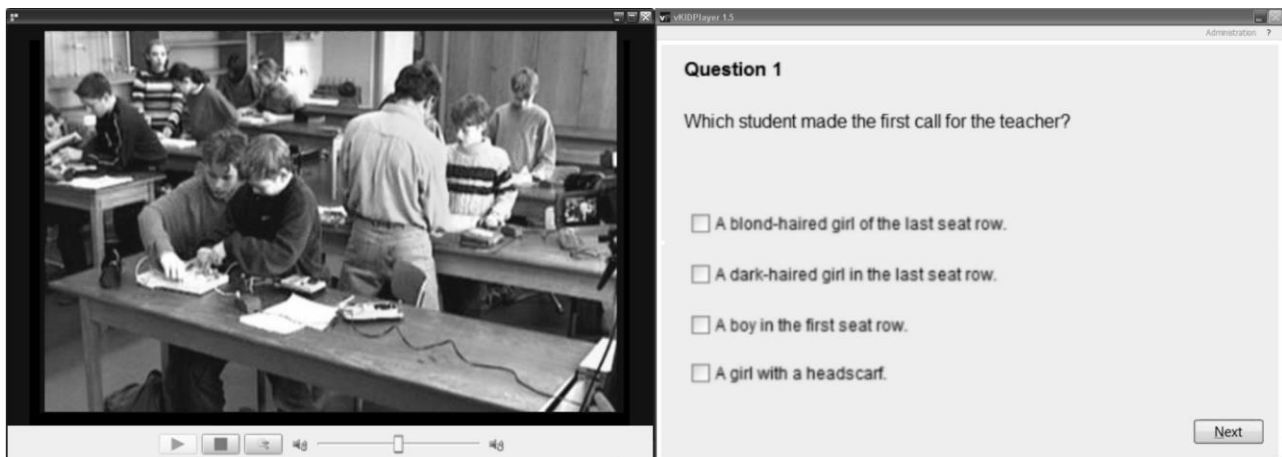 vKIDPlayer 1.5
Administration ?
Question 1
Which student made the first call for the teacher?
A blond-haired girl of the last seat row.
A dark-haired girl in the last seat row.
A boy in the first seat row.
A girl with a headscarf.
Next